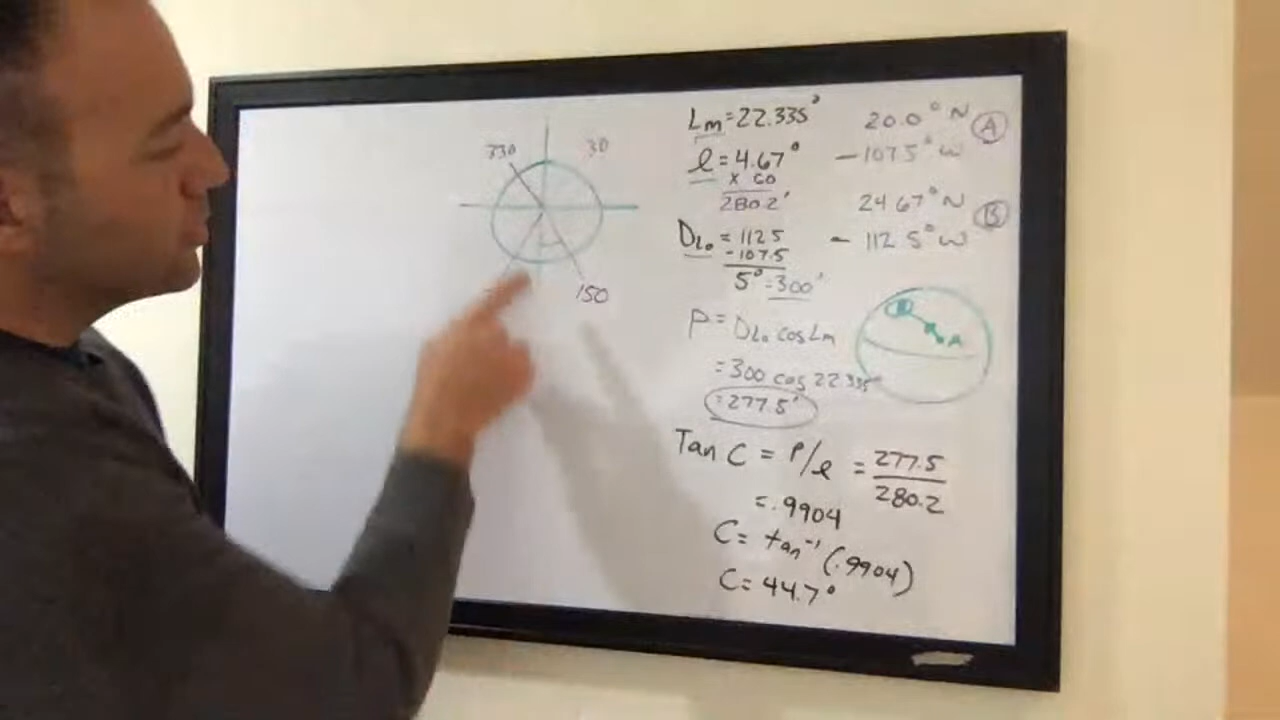 330
30
150
Lm = 22.335°
l = 4.67°
x 60
280.2'
DLo = 112.5
-107.5
5° = 300'
p = DLo cos Lm
= 300 cos 22.335°
= 277.5'
Tan C = P/l = 277.5
280.2
= .9904
C = tan⁻¹ (.9904)
C = 44.7°
20.0° N A
- 107.5° W
24.67° N B
- 112.5° W
B
A